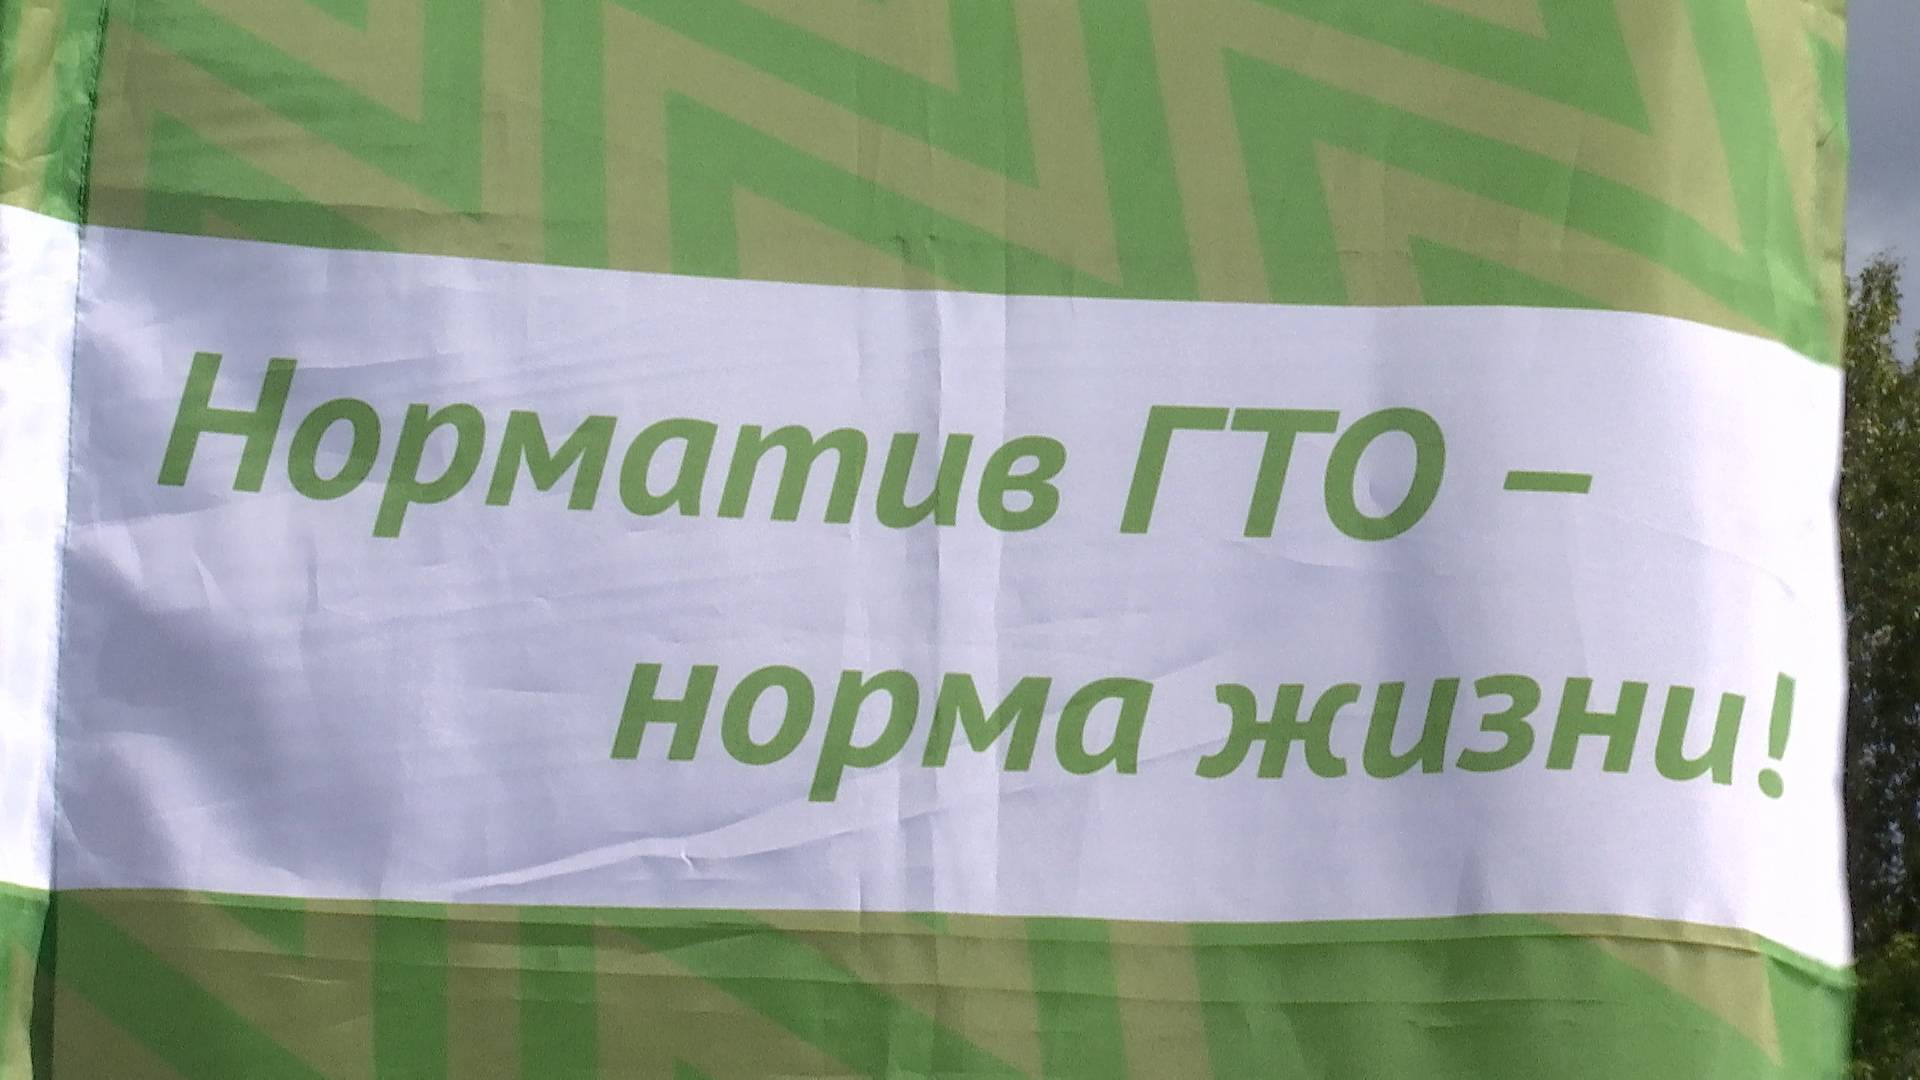 Норматив ГТО –
норма жизни!